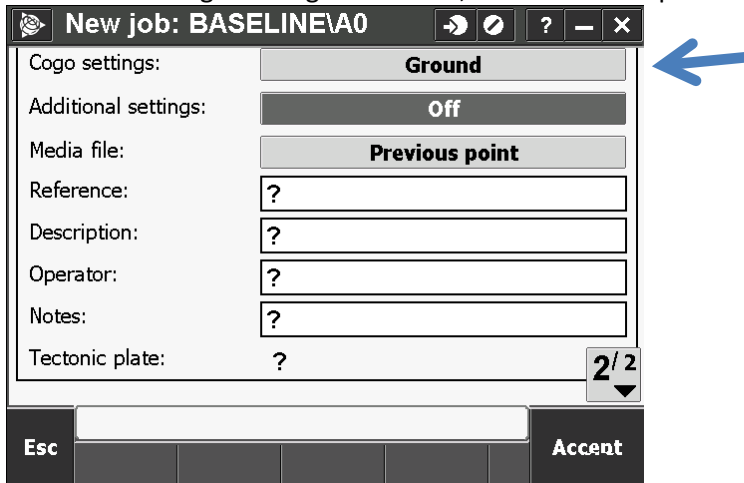 New job: BASELINE\A0 ? – ×
Cogo settings: Ground
Additional settings: Off
Media file: Previous point
Reference: ?
Description: ?
Operator: ?
Notes: ?
Tectonic plate: ?
2/2
Esc Accent